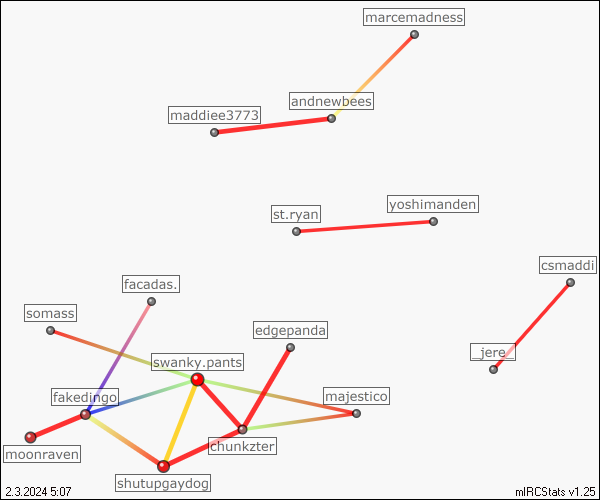 marcemadness
andnewbees
maddiee3773
yoshimanden
st.ryan
csmaddi
facadas.
somass
edgepanda
_jere_
swanky.pants
fakedingo
majestico
chunkzter
moonraven
shutupgaydog
2.3.2024 5:07
mIRCStats v1.25